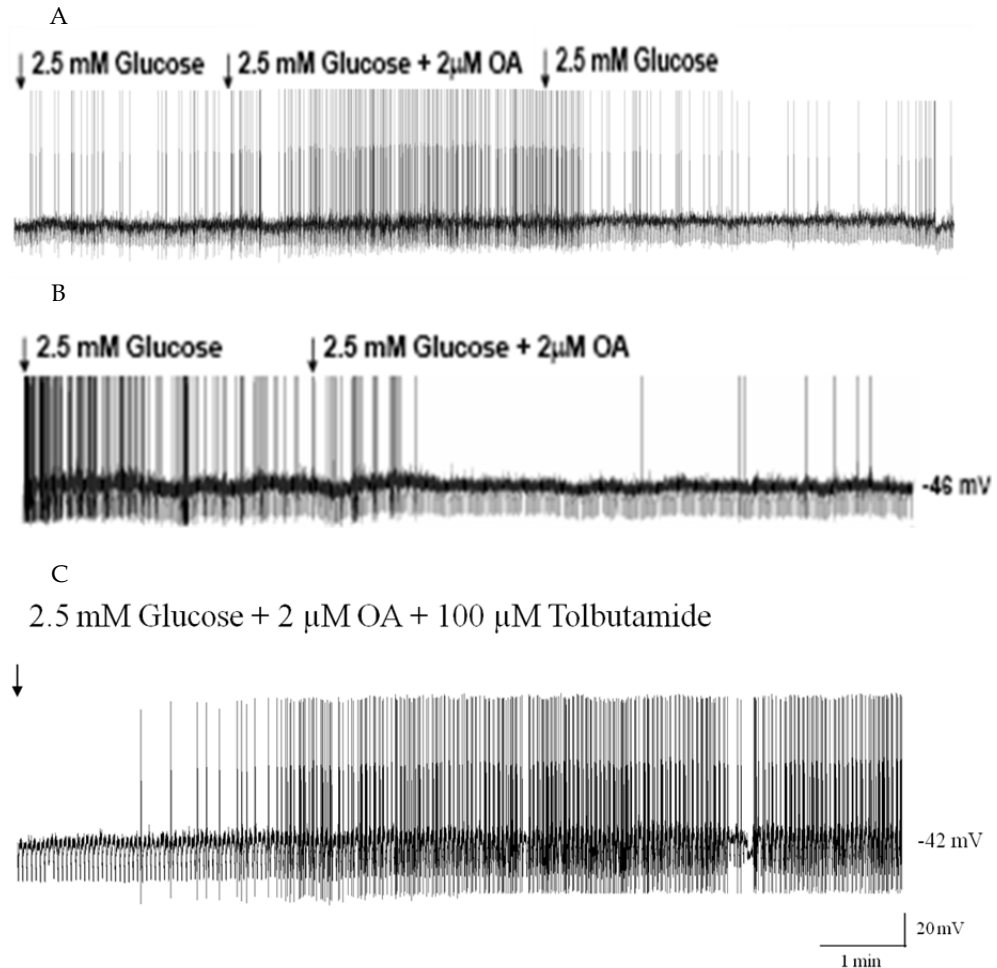 A
2.5 mM Glucose 2.5 mM Glucose + 2µM OA 2.5 mM Glucose
B
2.5 mM Glucose 2.5 mM Glucose + 2µM OA
-46 mV
C
2.5 mM Glucose + 2 µM OA + 100 µM Tolbutamide
-42 mV
20 mV
1 min